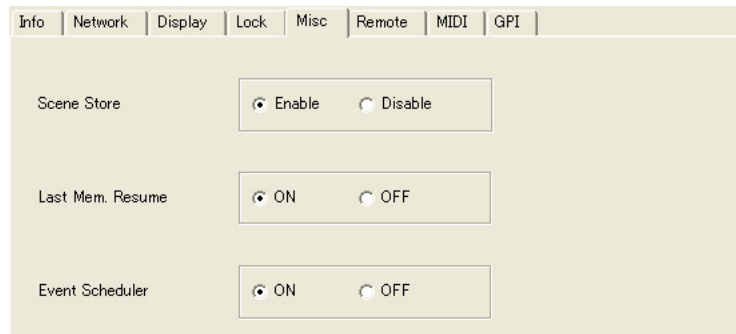 Info Network Display Lock Misc Remote MIDI GPI
Scene Store Enable Disable
Last Mem. Resume ON OFF
Event Scheduler ON OFF